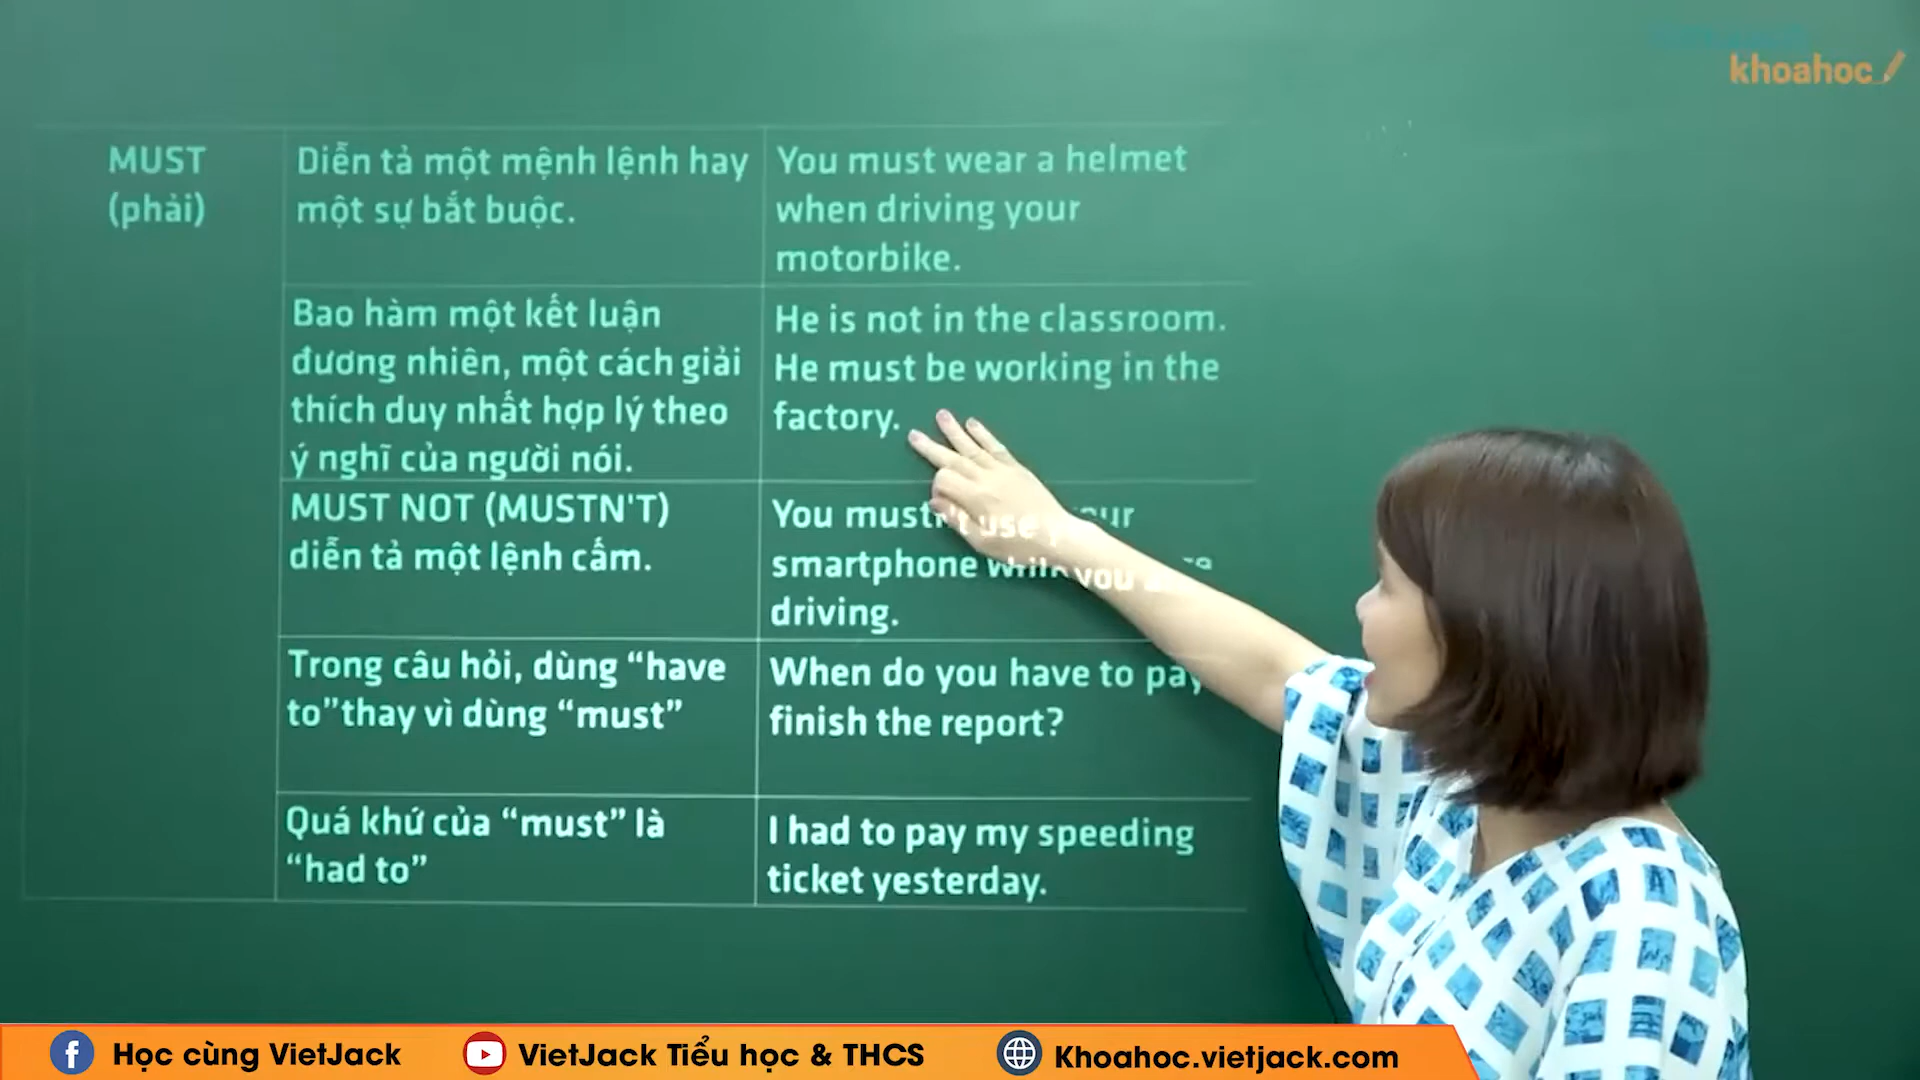 khoahoc
MUST
(phải)
Diễn tả một mệnh lệnh hay
một sự bắt buộc.
You must wear a helmet
when driving your
motorbike.
Bao hàm một kết luận
đương nhiên, một cách giải
thích duy nhất hợp lý theo
ý nghĩ của người nói.
He is not in the classroom.
He must be working in the
factory.
MUST NOT (MUSTN'T)
diễn tả một lệnh cấm.
You mustn't use your
smartphone while you
driving.
Trong câu hỏi, dùng “have
to”thay vì dùng “must”
When do you have to pay
finish the report?
Quá khứ của “must” là
“had to”
I had to pay my speeding
ticket yesterday.
Học cùng VietJack
VietJack Tiểu học & THCS
Khoahoc.vietjack.com